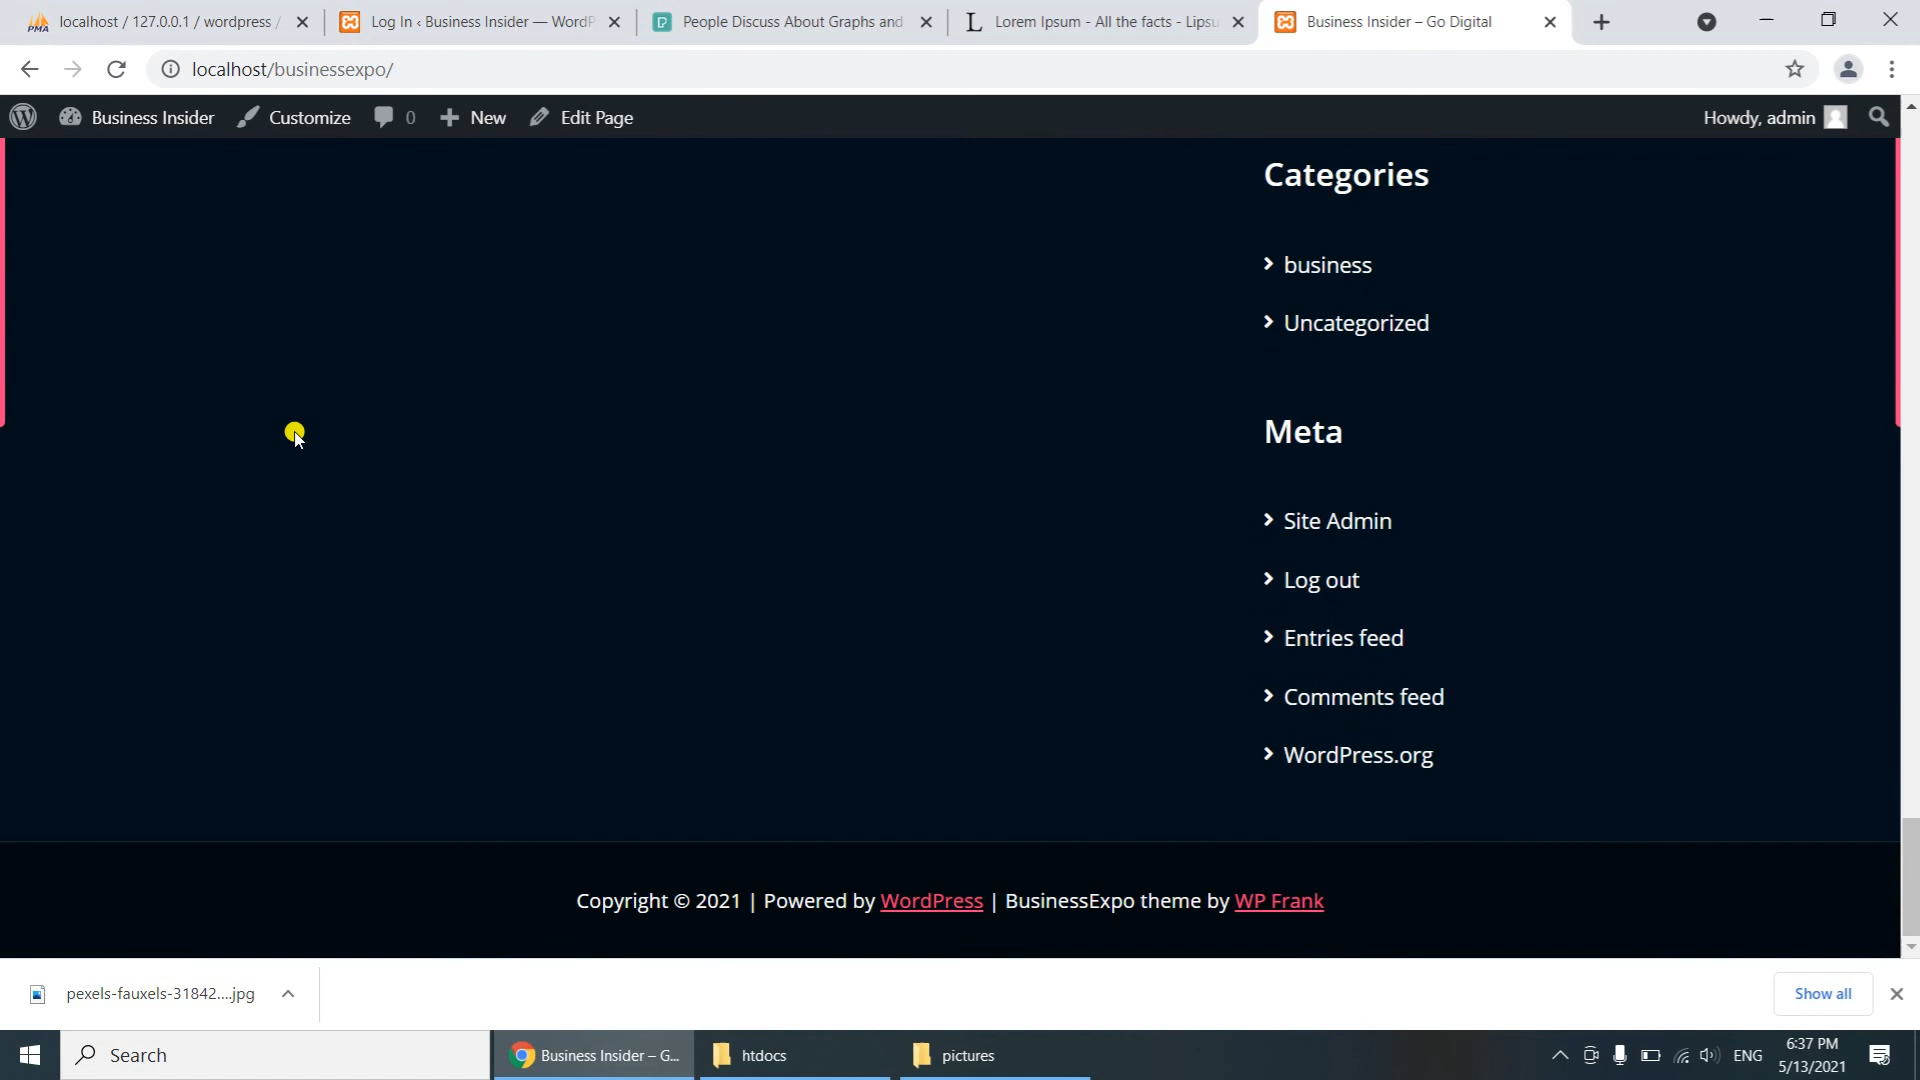 localhost / 127.0.0.1 / wordpress /
Log In ‹ Business Insider — WordP
People Discuss About Graphs and
Lorem Ipsum - All the facts - Lipsu
Business Insider – Go Digital
localhost/businessexpo/
Business Insider
Customize
0
New
Edit Page
Howdy, admin
Categories
business
Uncategorized
Meta
Site Admin
Log out
Entries feed
Comments feed
WordPress.org
Copyright © 2021 | Powered by WordPress | BusinessExpo theme by WP Frank
pexels-fauxels-31842....jpg
Show all
Search
Business Insider – G...
htdocs
pictures
ENG
6:37 PM
5/13/2021